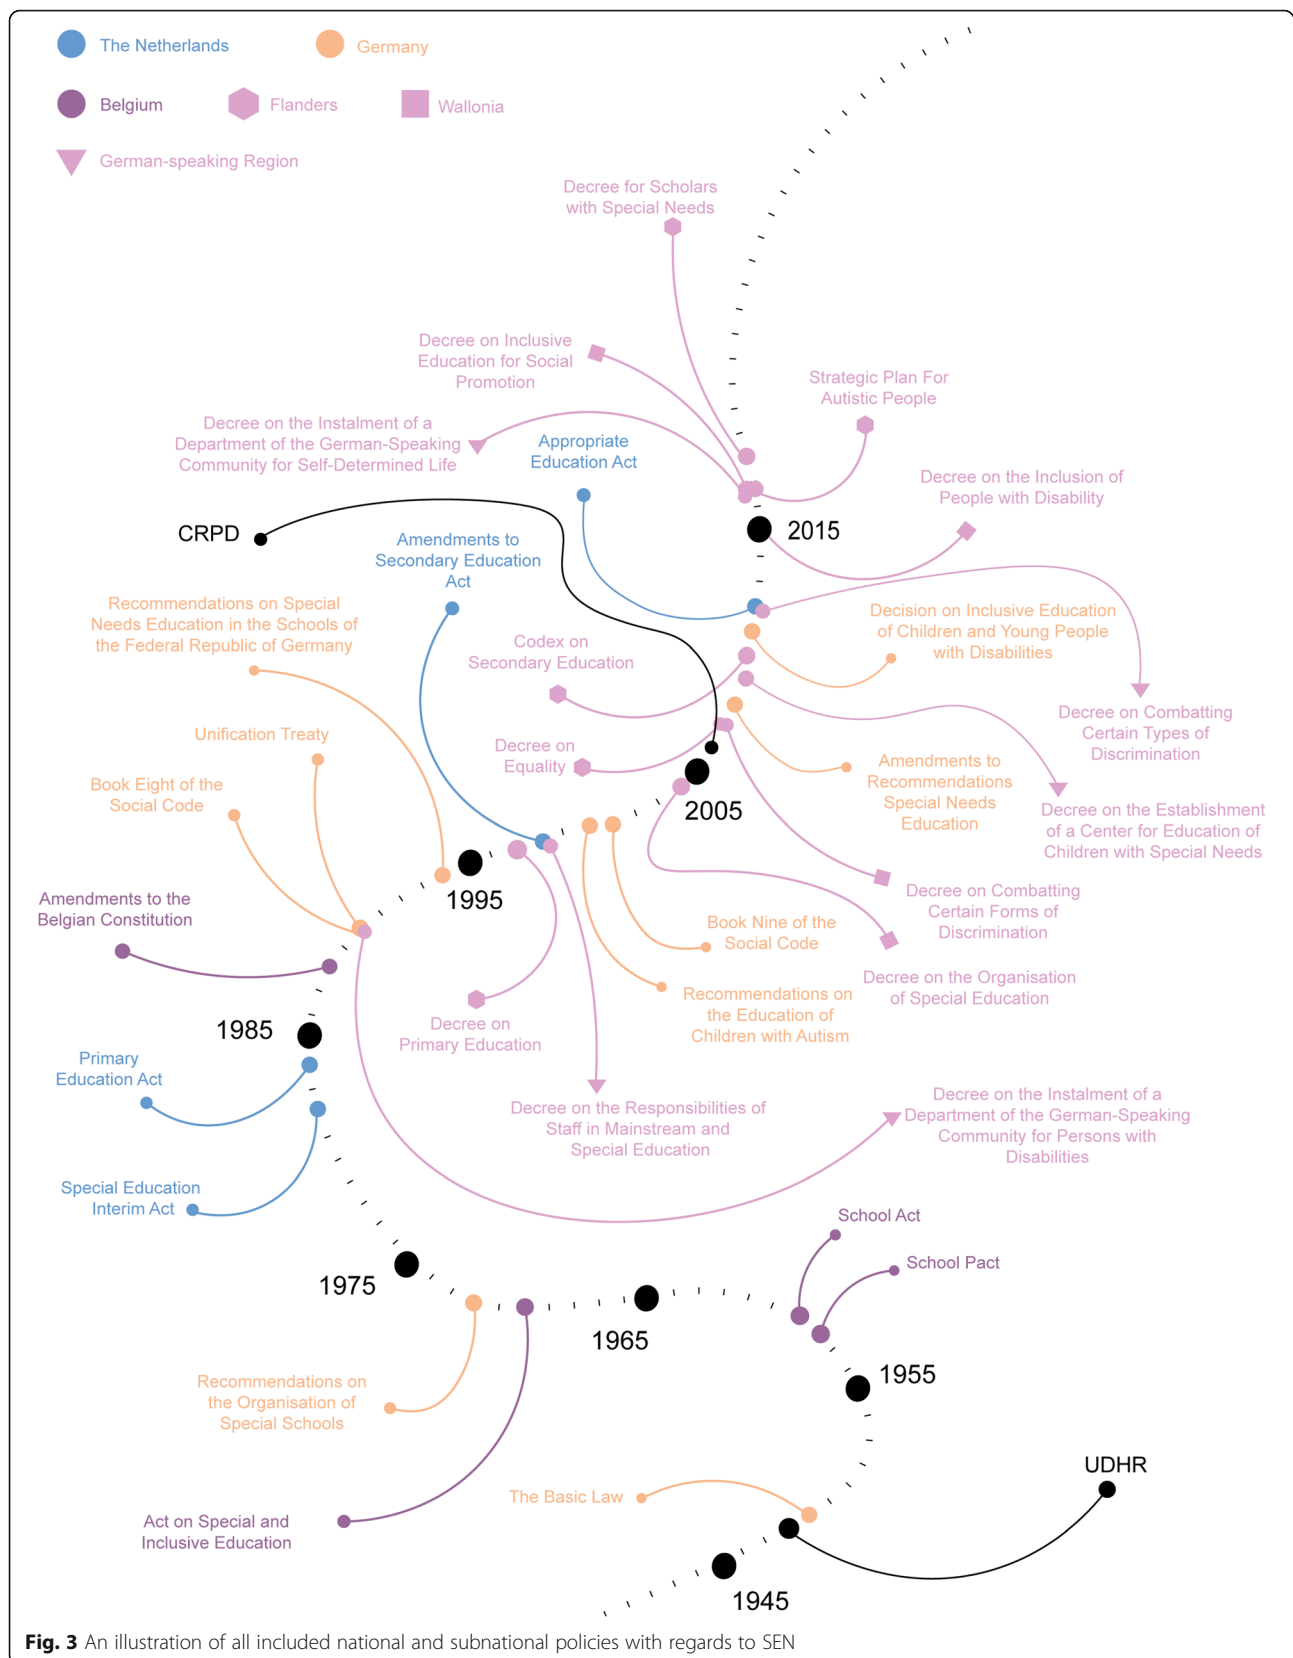 The Netherlands
Germany
Belgium
Flanders
Wallonia
German-speaking Region
Decree for Scholars
with Special Needs
Decree on Inclusive
Education for Social
Promotion
Strategic Plan For
Autistic People
Decree on the Instalment of a
Department of the German-Speaking
Community for Self-Determined Life
Appropriate
Education Act
Decree on the Inclusion of
People with Disability
CRPD
2015
Amendments to
Secondary Education
Act
Recommendations on Special
Needs Education in the Schools of
the Federal Republic of Germany
Decision on Inclusive Education
of Children and Young People
with Disabilities
Codex on
Secondary Education
Decree on Combatting
Certain Types of
Discrimination
Unification Treaty
Decree on
Equality
Amendments to
Recommendations
Special Needs
Education
Book Eight of the
Social Code
2005
Decree on the Establishment
of a Center for Education of
Children with Special Needs
1995
Amendments to the
Belgian Constitution
Decree on Combatting
Certain Forms of
Discrimination
Book Nine of the
Social Code
Decree on the Organisation
of Special Education
Recommendations on
the Education of
Children with Autism
1985
Decree on
Primary Education
Primary
Education Act
Decree on the Responsibilities of
Staff in Mainstream and
Special Education
Decree on the Instalment of a
Department of the German-Speaking
Community for Persons with
Disabilities
Special Education
Interim Act
School Act
School Pact
1975
1965
1955
Recommendations on
the Organisation of
Special Schools
UDHR
The Basic Law
Act on Special and
Inclusive Education
1945
Fig. 3 An illustration of all included national and subnational policies with regards to SEN